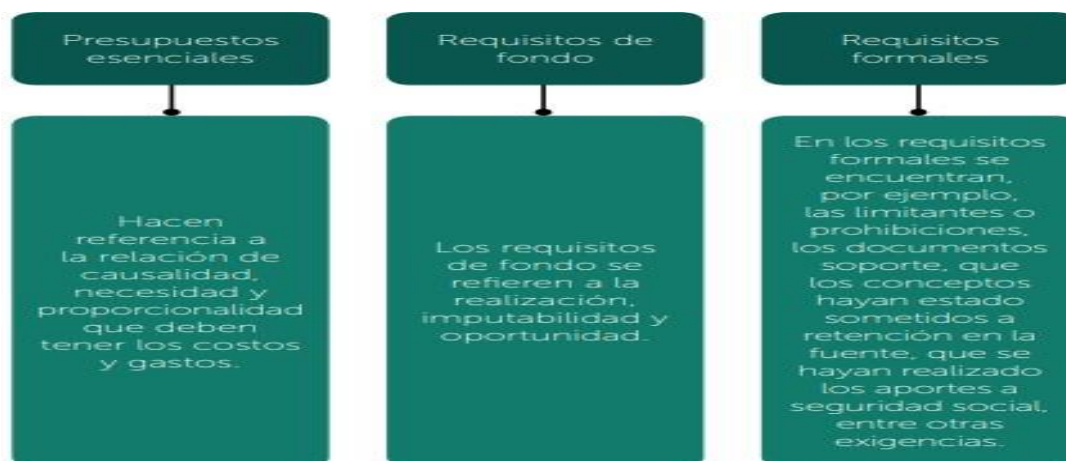 Presupuestos
esenciales
Hacen
referencia a
la relación de
causalidad,
necesidad y
proporcionalidad
que deben
tener los costos
y gastos.
Requisitos de
fondo
Los requisitos
de fondo se
refieren a la
realización,
imputabilidad y
oportunidad.
Requisitos
formales
En los requisitos
formales se
encuentran,
por ejemplo,
las limitantes o
prohibiciones,
los documentos
soporte, que
los conceptos
hayan estado
sometidos a
retención en la
fuente, que se
hayan realizado
los aportes a
seguridad social,
entre otras
exigencias.